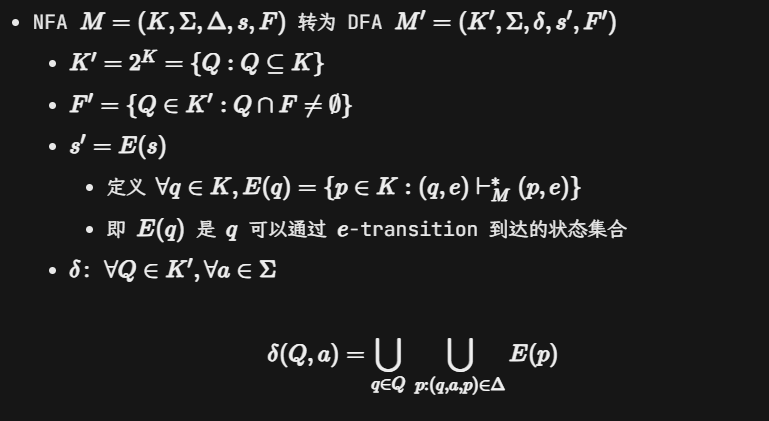 • NFA M = (K, Σ, Δ, s, F) 转为 DFA M′ = (K′, Σ, δ, s′, F′)
• K′ = 2^K = {Q : Q ⊆ K}
• F′ = {Q ∈ K′ : Q ∩ F ≠ ∅}
• s′ = E(s)
• 定义 ∀q ∈ K, E(q) = {p ∈ K : (q, e) ⊢*_M (p, e)}
• 即 E(q) 是 q 可以通过 e-transition 到达的状态集合
• δ: ∀Q ∈ K′, ∀a ∈ Σ
δ(Q, a) = ⋃_{q∈Q} ⋃_{p:(q,a,p)∈Δ} E(p)